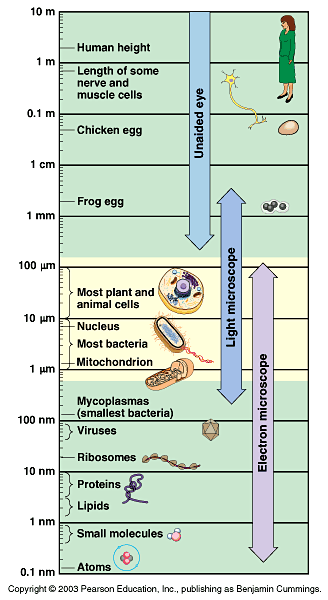 10 m
Human height
1 m
Length of some
nerve and
muscle cells
0.1 m
Chicken egg
1 cm
Frog egg
1 mm
100 µm
Most plant and
animal cells
10 µm
Nucleus
Most bacteria
Mitochondrion
1 µm
Mycoplasmas
(smallest bacteria)
100 nm
Viruses
Ribosomes
10 nm
Proteins
Lipids
1 nm
Small molecules
Atoms
0.1 nm
Unaided eye
Light microscope
Electron microscope
Copyright © 2003 Pearson Education, Inc., publishing as Benjamin Cummings.